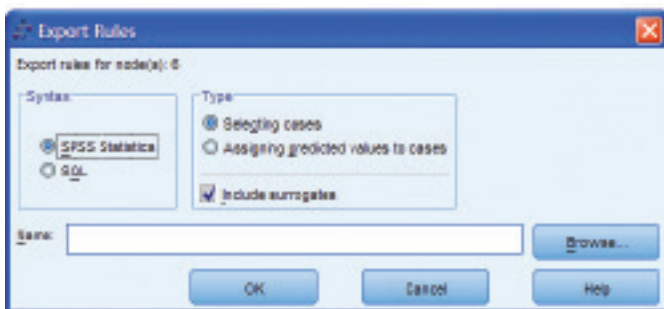 Export Rules
Export rules for node(s): 6
Syntax
SPSS Statistics
SQL
Type
Selecting cases
Assigning predicted values to cases
Include surrogates
Name:
Browse...
OK
Cancel
Help